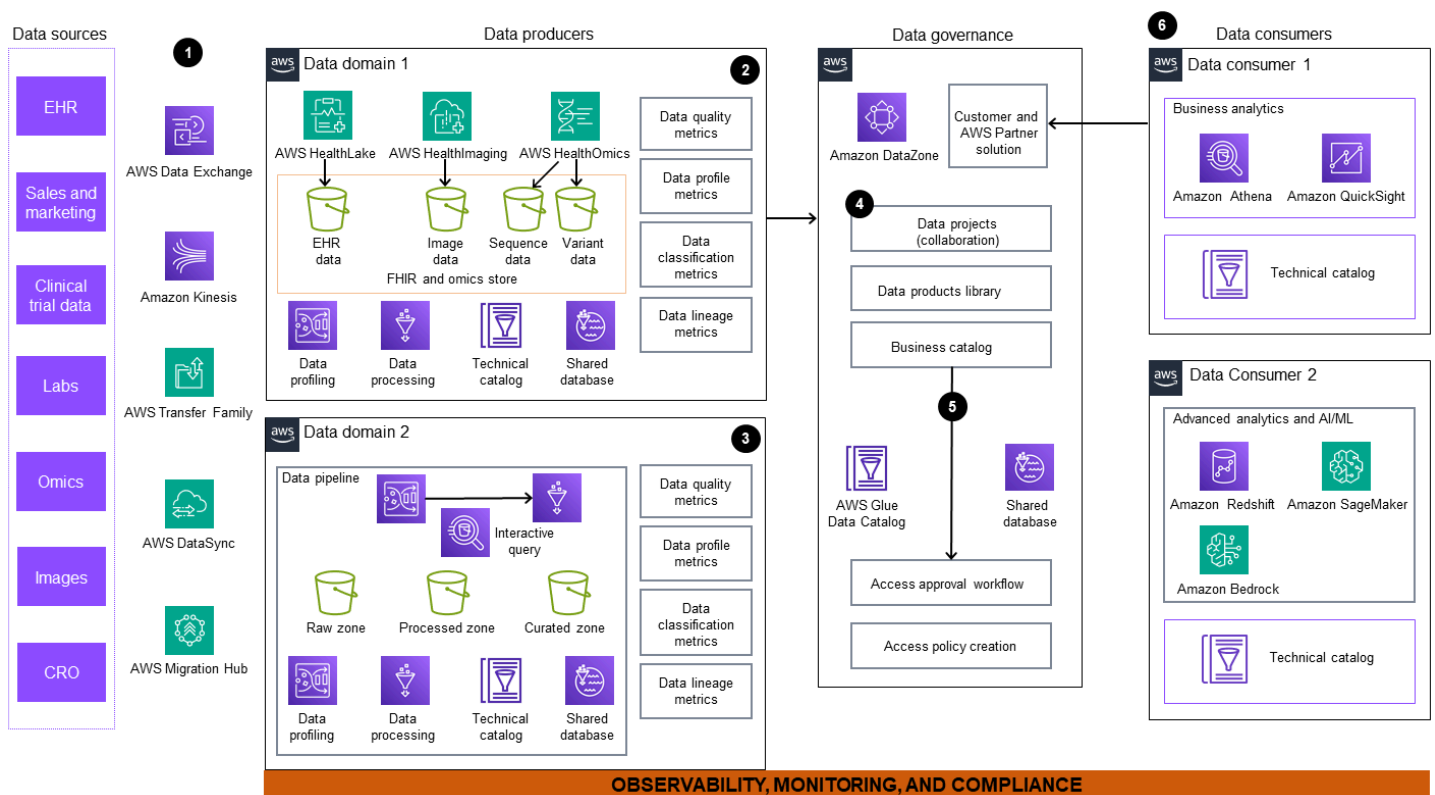 Data sources
EHR
Sales and
marketing
Clinical
trial data
Labs
Omics
Images
CRO
1
AWS Data Exchange
Amazon Kinesis
AWS Transfer Family
AWS DataSync
AWS Migration Hub
Data producers
aws
Data domain 1
2
AWS HealthLake
AWS HealthImaging
AWS HealthOmics
EHR
data
Image
data
Sequence
data
Variant
data
FHIR and omics store
Data
profiling
Data
processing
Technical
catalog
Shared
database
Data quality
metrics
Data profile
metrics
Data
classification
metrics
Data lineage
metrics
aws
Data domain 2
3
Data pipeline
Interactive
query
Raw zone
Processed zone
Curated zone
Data
profiling
Data
processing
Technical
catalog
Shared
database
Data quality
metrics
Data profile
metrics
Data
classification
metrics
Data lineage
metrics
Data governance
aws
Amazon DataZone
Customer and
AWS Partner
solution
4
Data projects
(collaboration)
Data products library
Business catalog
5
AWS Glue
Data Catalog
Shared
database
Access approval workflow
Access policy creation
6
Data consumers
aws
Data consumer 1
Business analytics
Amazon Athena
Amazon QuickSight
Technical catalog
aws
Data Consumer 2
Advanced analytics and AI/ML
Amazon Redshift
Amazon SageMaker
Amazon Bedrock
Technical catalog
OBSERVABILITY, MONITORING, AND COMPLIANCE